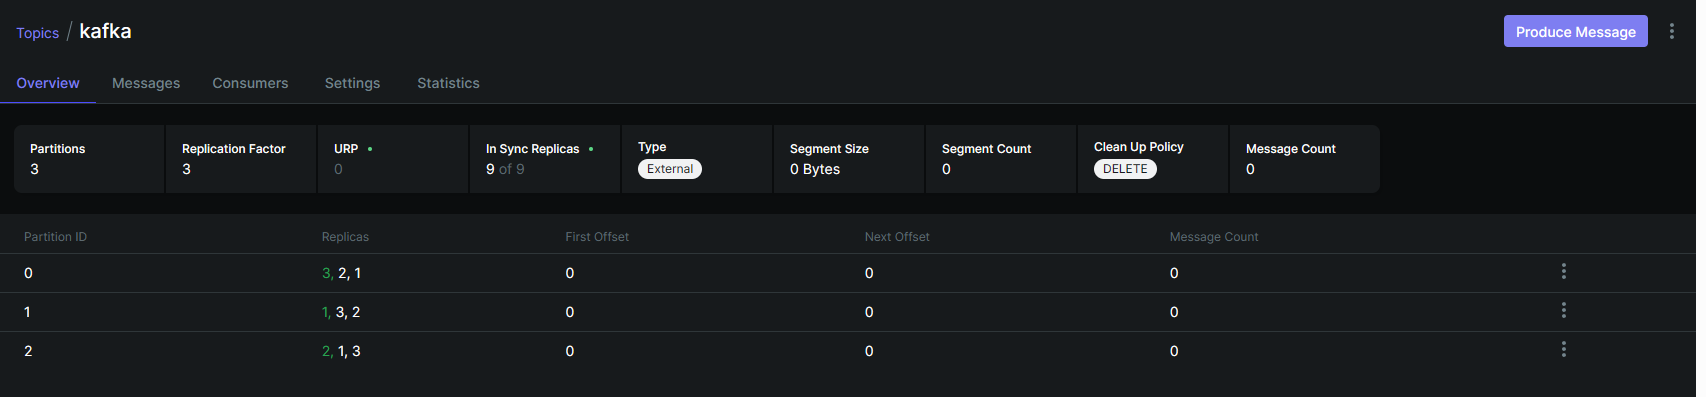 Topics / kafka
Produce Message
Overview Messages Consumers Settings Statistics
Partitions Replication Factor URP In Sync Replicas Type Segment Size Segment Count Clean Up Policy Message Count
3 3 0 9 of 9 External 0 Bytes 0 DELETE 0
Partition ID Replicas First Offset Next Offset Message Count
0 3, 2, 1 0 0 0
1 1, 3, 2 0 0 0
2 2, 1, 3 0 0 0